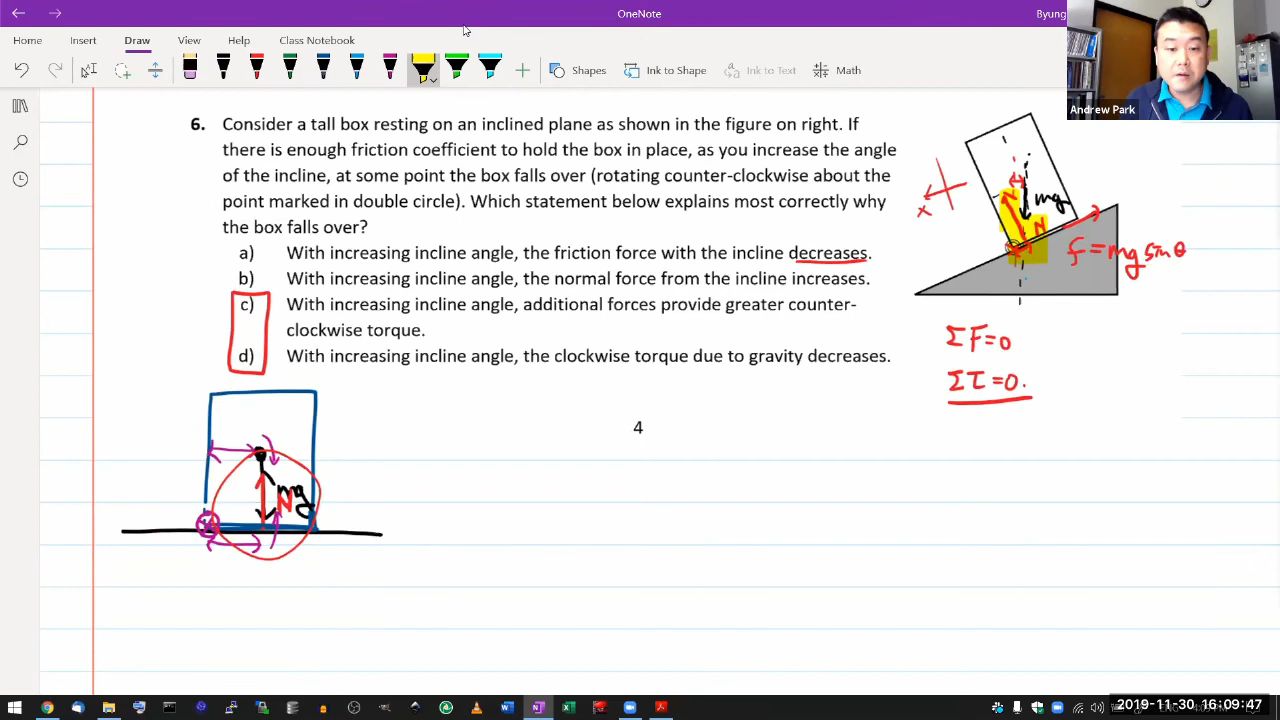 OneNote
Byung
Home Insert Draw View Help Class Notebook
Shapes Ink to Shape Ink to Text Math
Andrew Park
6. Consider a tall box resting on an inclined plane as shown in the figure on right. If
there is enough friction coefficient to hold the box in place, as you increase the angle
of the incline, at some point the box falls over (rotating counter-clockwise about the
point marked in double circle). Which statement below explains most correctly why
the box falls over?
a) With increasing incline angle, the friction force with the incline decreases.
b) With increasing incline angle, the normal force from the incline increases.
c) With increasing incline angle, additional forces provide greater counter-
clockwise torque.
d) With increasing incline angle, the clockwise torque due to gravity decreases.
x
N
mg
N
f = mg sin θ
ΣF=0
Στ=0.
4
mg
N
2019-11-30 16:09:47